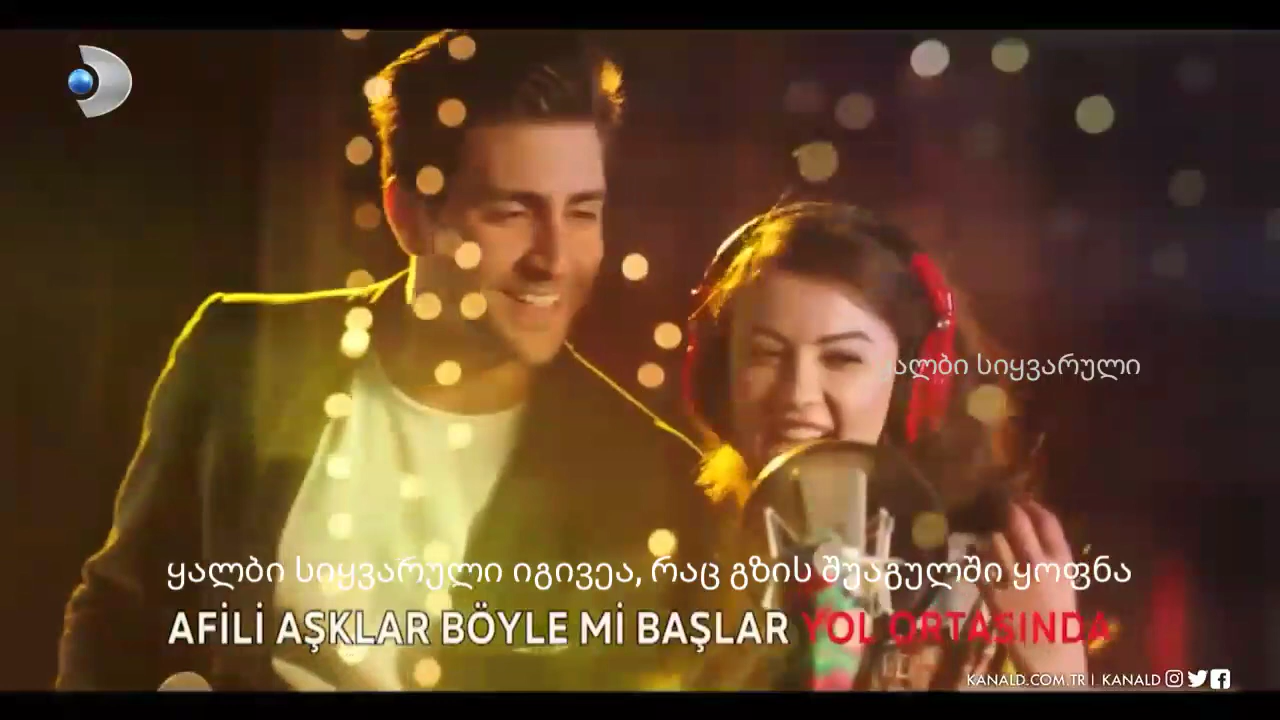 ყალბი სიყვარული
ყალბი სიყვარული იგივეა, რაც გზის შუაგულში ყოფნა
AFİLİ AŞKLAR BÖYLE Mİ BAŞLAR YOL ORTASINDA
KANALD.COM.TR | KANALD